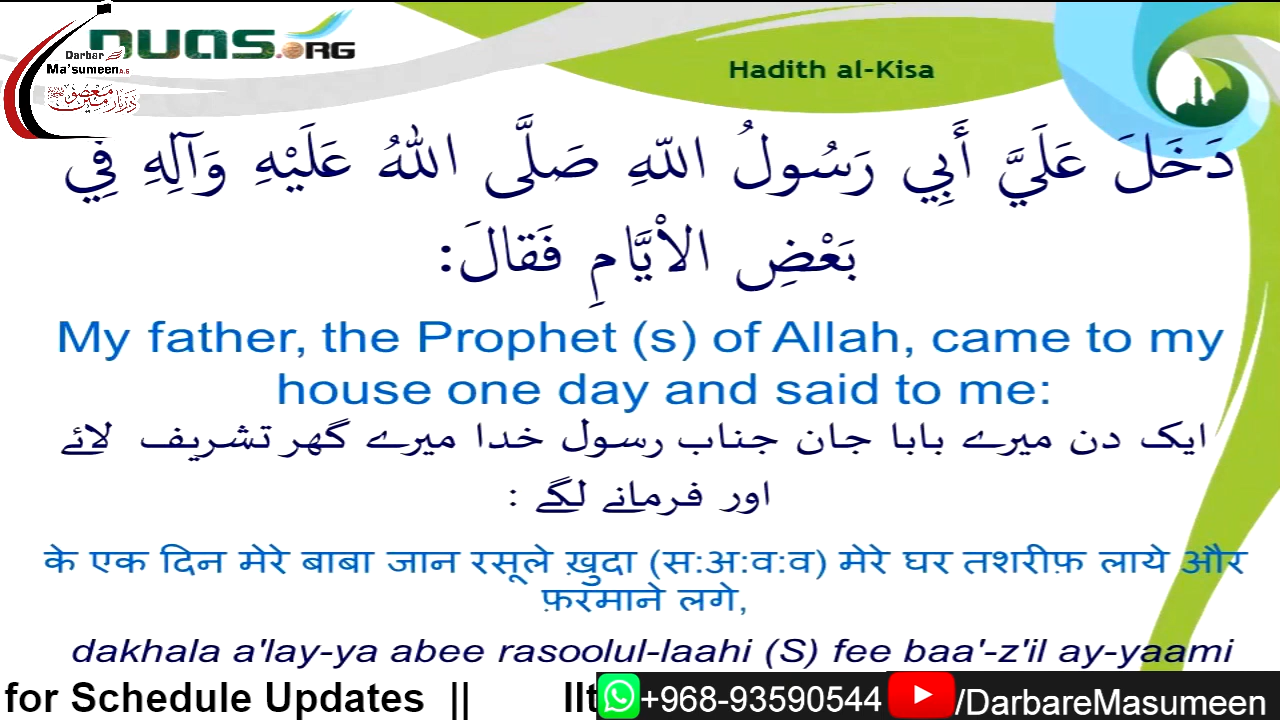 DUAS.ORG
Darbar
Ma'sumeen A.S
Hadith al-Kisa
دَخَلَ عَلَيَّ أَبِي رَسُولُ اللّهِ صَلَّى اللهُ عَلَيْهِ وَآلِهِ فِي
بَعْضِ الاْيَّامِ فَقالَ:
My father, the Prophet (s) of Allah, came to my
house one day and said to me:
ایک دن میرے بابا جان جناب رسول خدا میرے گھر تشریف لائے
اور فرمانے لگے :
के एक दिन मेरे बाबा जान रसूले ख़ुदा (स:अ:व:व) मेरे घर तशरीफ़ लाये और
फ़रमाने लगे,
dakhala a'lay-ya abee rasoolul-laahi (S) fee baa'-z'il ay-yaami
for Schedule Updates ||
+968-93590544 /DarbareMasumeen